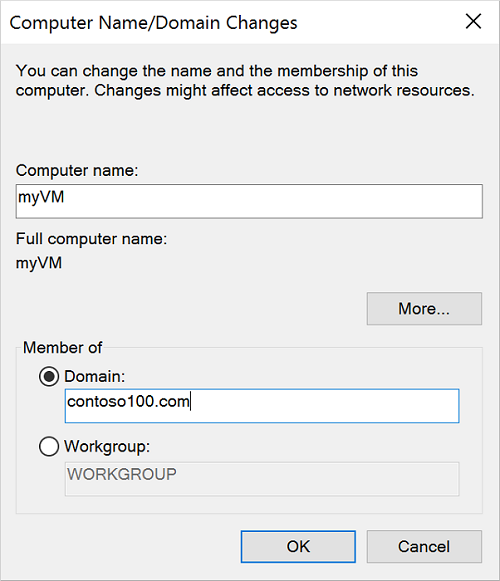 Computer Name/Domain Changes
You can change the name and the membership of this
computer. Changes might affect access to network resources.
Computer name:
myVM
Full computer name:
myVM
More...
Member of
Domain:
contoso100.com
Workgroup:
WORKGROUP
OK
Cancel